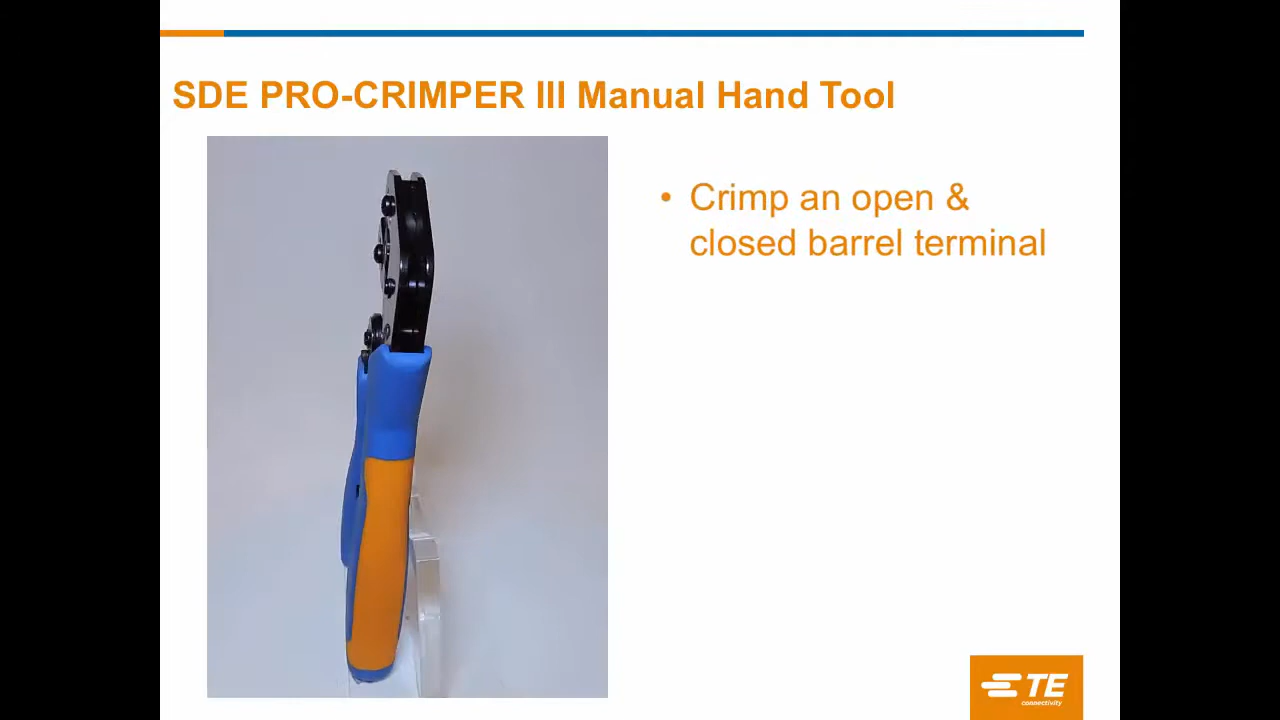 SDE PRO-CRIMPER III Manual Hand Tool
• Crimp an open &
closed barrel terminal
TE
connectivity